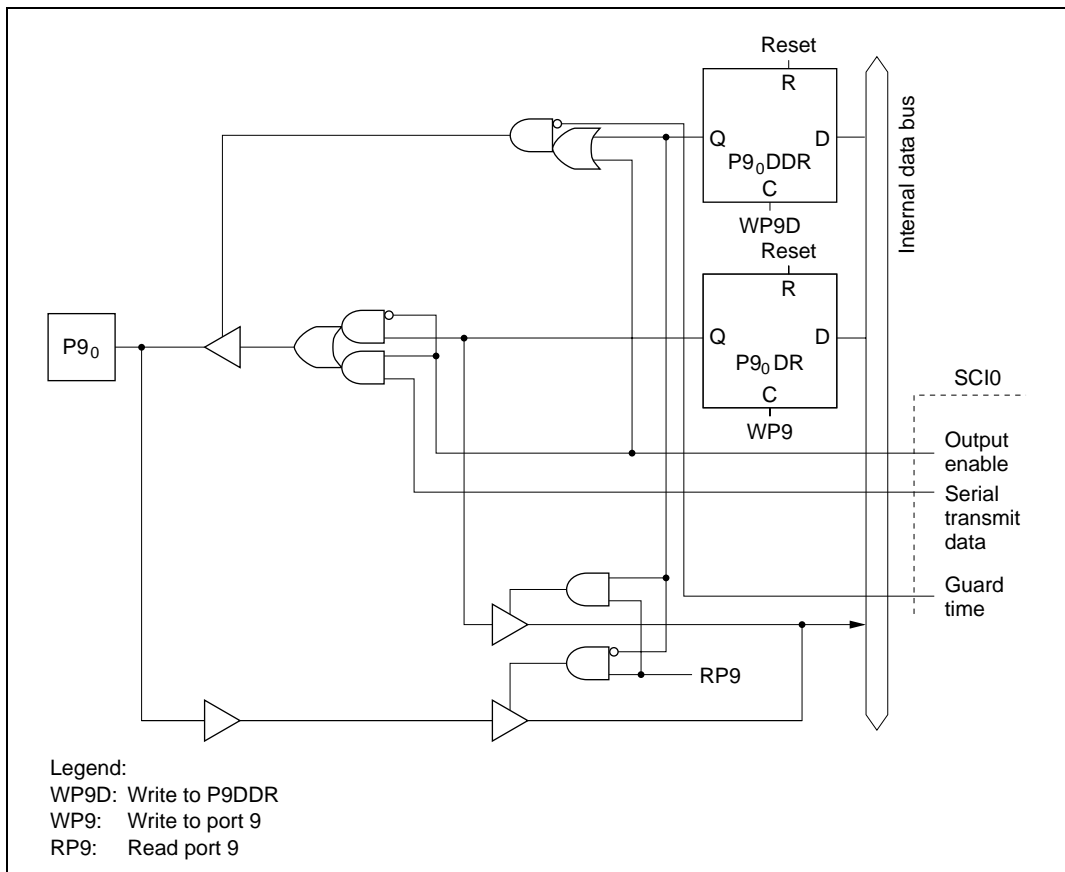 Reset
R
Q
D
P9₀DDR
C
WP9D
Internal data bus
Reset
R
P9₀
Q
D
P9₀DR
C
WP9
SCI0
Output
enable
Serial
transmit
data
Guard
time
RP9
Legend:
WP9D: Write to P9DDR
WP9: Write to port 9
RP9: Read port 9